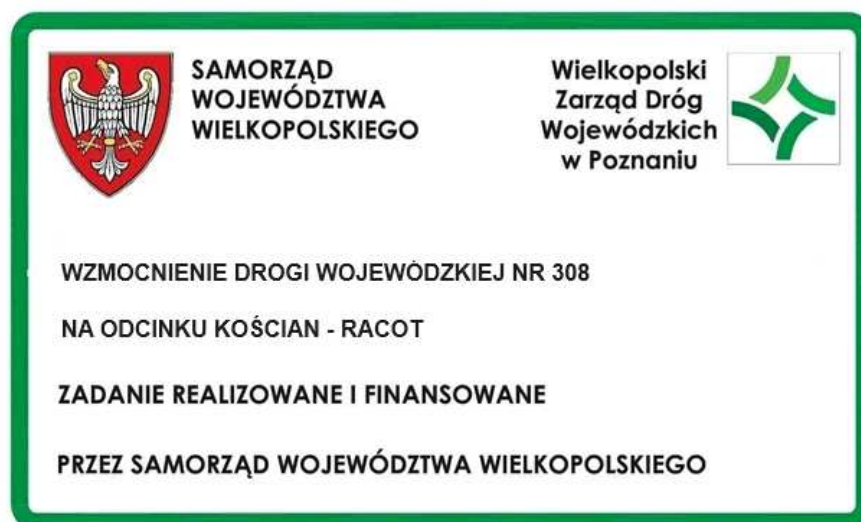 SAMORZĄD
WOJEWÓDZTWA
WIELKOPOLSKIEGO
Wielkopolski
Zarząd Dróg
Wojewódzkich
w Poznaniu
WZMOCNIENIE DROGI WOJEWÓDZKIEJ NR 308
NA ODCINKU KOŚCIAN - RACOT
ZADANIE REALIZOWANE I FINANSOWANE
PRZEZ SAMORZĄD WOJEWÓDZTWA WIELKOPOLSKIEGO